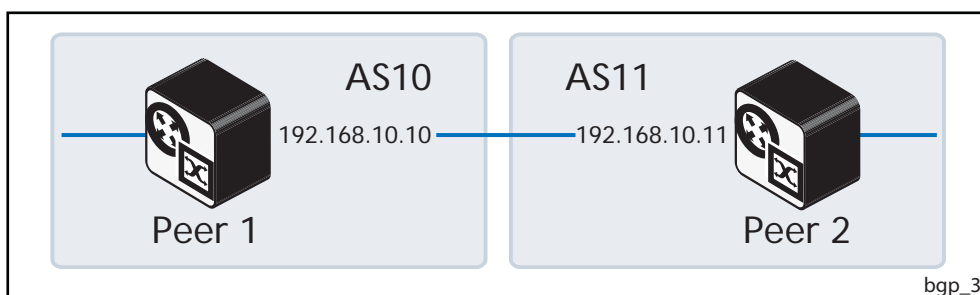 AS10
AS11
192.168.10.10
192.168.10.11
Peer 1
Peer 2
bgp_3